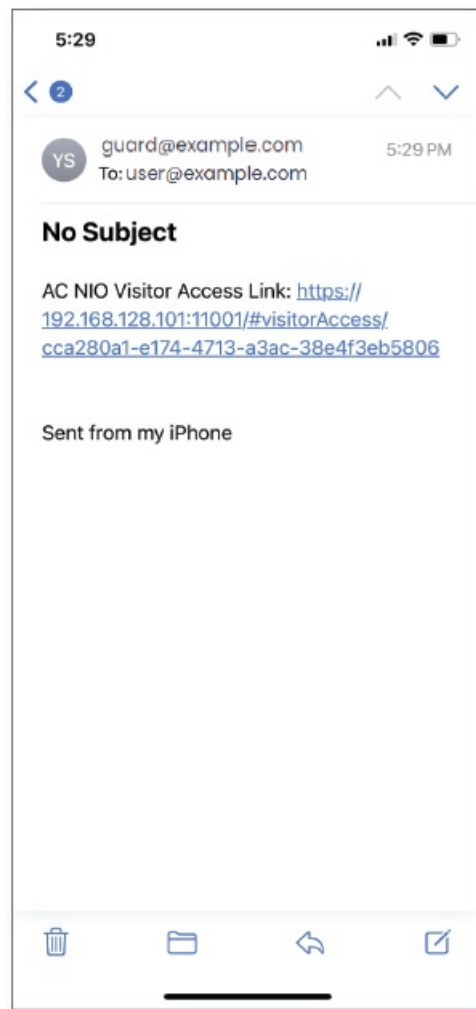 5:29
2
YS
guard@example.com
5:29 PM
To: user@example.com
No Subject
AC NIO Visitor Access Link: https://
192.168.128.101:11001/#visitorAccess/
cca280a1-e174-4713-a3ac-38e4f3eb5806
Sent from my iPhone